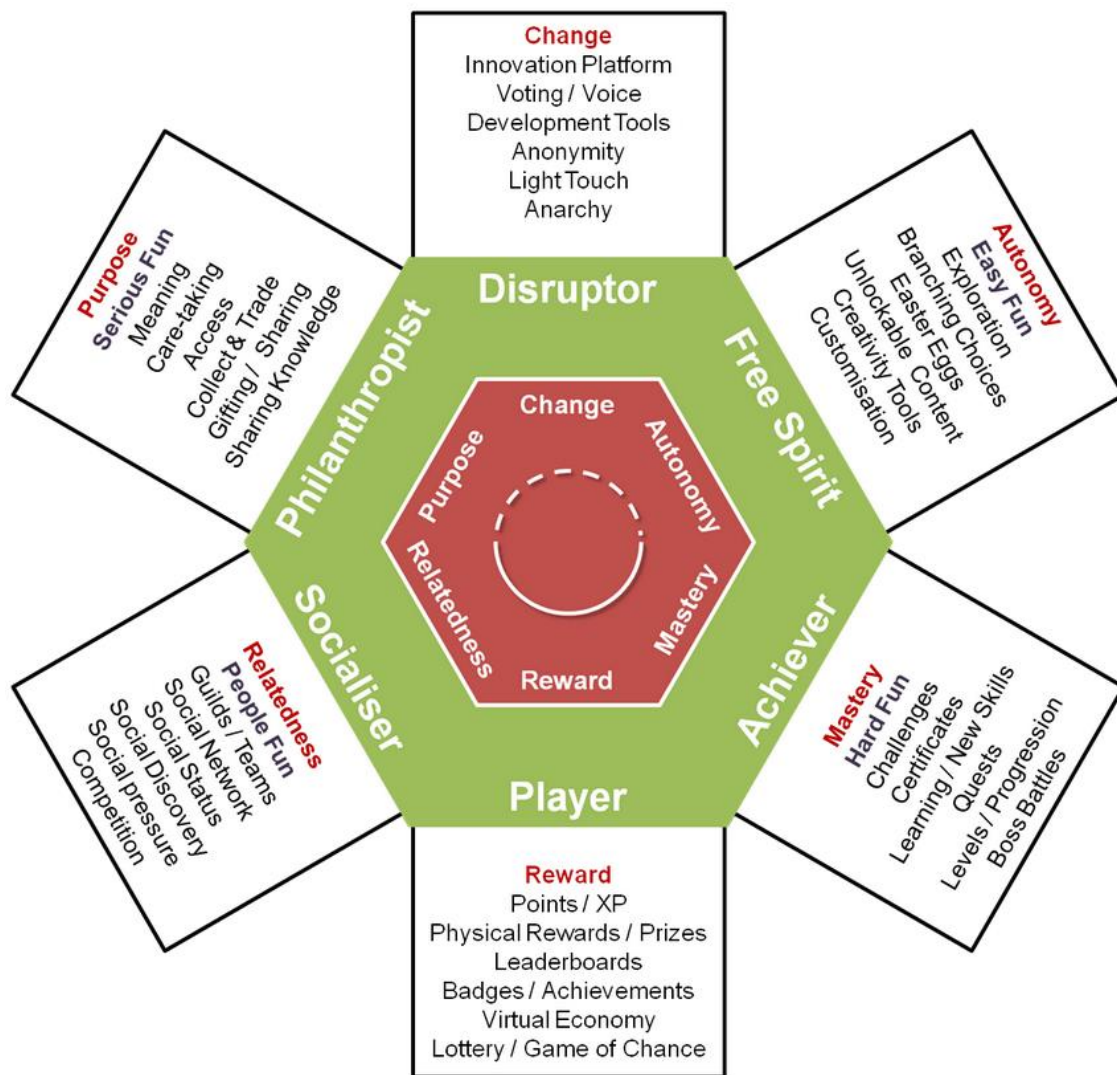 Change
Innovation Platform
Voting / Voice
Development Tools
Anonymity
Light Touch
Anarchy
Purpose
Serious Fun
Meaning
Care-taking
Access
Collect & Trade
Gifting / Sharing
Sharing Knowledge
Autonomy
Easy Fun
Exploration
Branching Choices
Easter Eggs
Unlockable Content
Creativity Tools
Customisation
Disruptor
Philanthropist
Free Spirit
Change
Purpose
Autonomy
Relatedness
Mastery
Reward
Socialiser
Achiever
Player
Relatedness
People Fun
Guilds / Teams
Social Network
Social Status
Social Discovery
Social pressure
Competition
Mastery
Hard Fun
Challenges
Certificates
Learning / New Skills
Quests
Levels / Progression
Boss Battles
Reward
Points / XP
Physical Rewards / Prizes
Leaderboards
Badges / Achievements
Virtual Economy
Lottery / Game of Chance